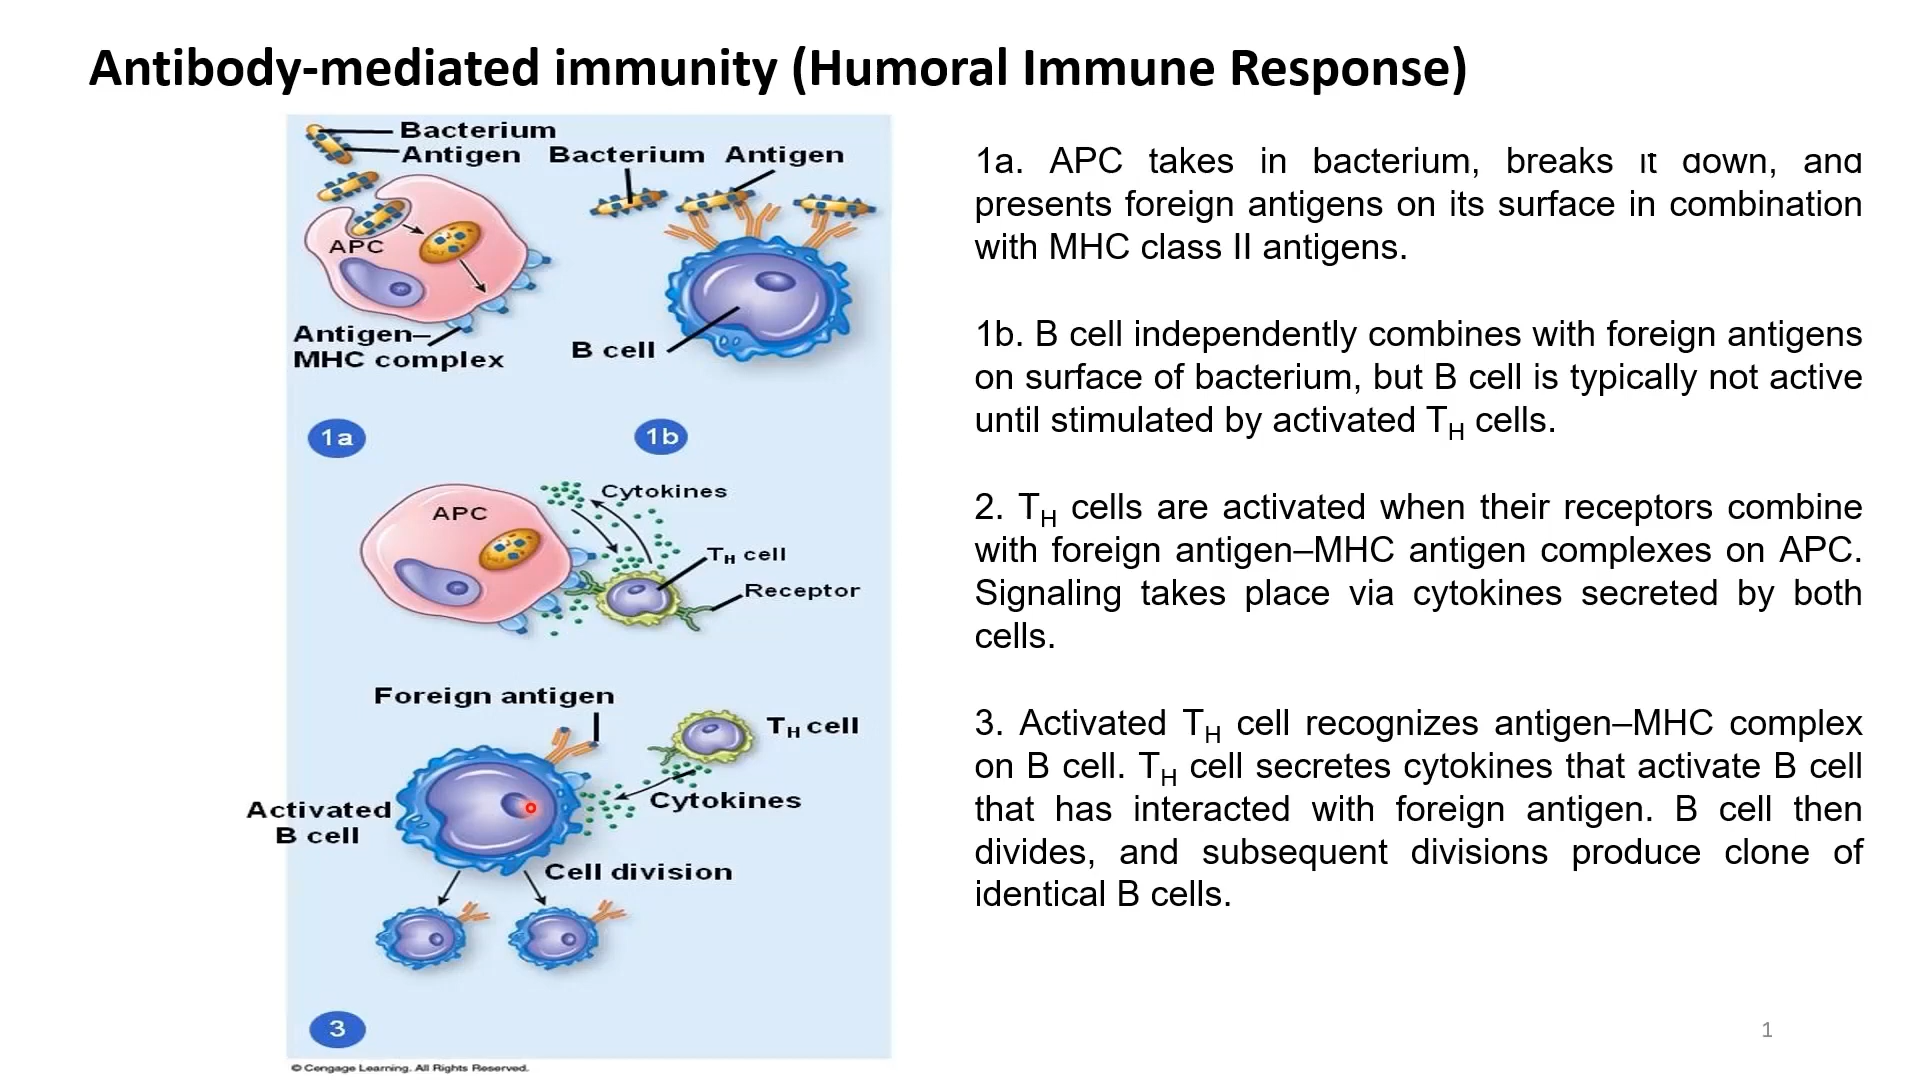 Antibody-mediated immunity (Humoral Immune Response)
Bacterium
Antigen
Bacterium
Antigen
APC
Antigen–
MHC complex
B cell
1a
1b
Cytokines
APC
TH cell
Receptor
Foreign antigen
TH cell
Activated
B cell
Cytokines
Cell division
3
© Cengage Learning. All Rights Reserved.
1a. APC takes in bacterium, breaks it down, and
presents foreign antigens on its surface in combination
with MHC class II antigens.
1b. B cell independently combines with foreign antigens
on surface of bacterium, but B cell is typically not active
until stimulated by activated TH cells.
2. TH cells are activated when their receptors combine
with foreign antigen–MHC antigen complexes on APC.
Signaling takes place via cytokines secreted by both
cells.
3. Activated TH cell recognizes antigen–MHC complex
on B cell. TH cell secretes cytokines that activate B cell
that has interacted with foreign antigen. B cell then
divides, and subsequent divisions produce clone of
identical B cells.
1